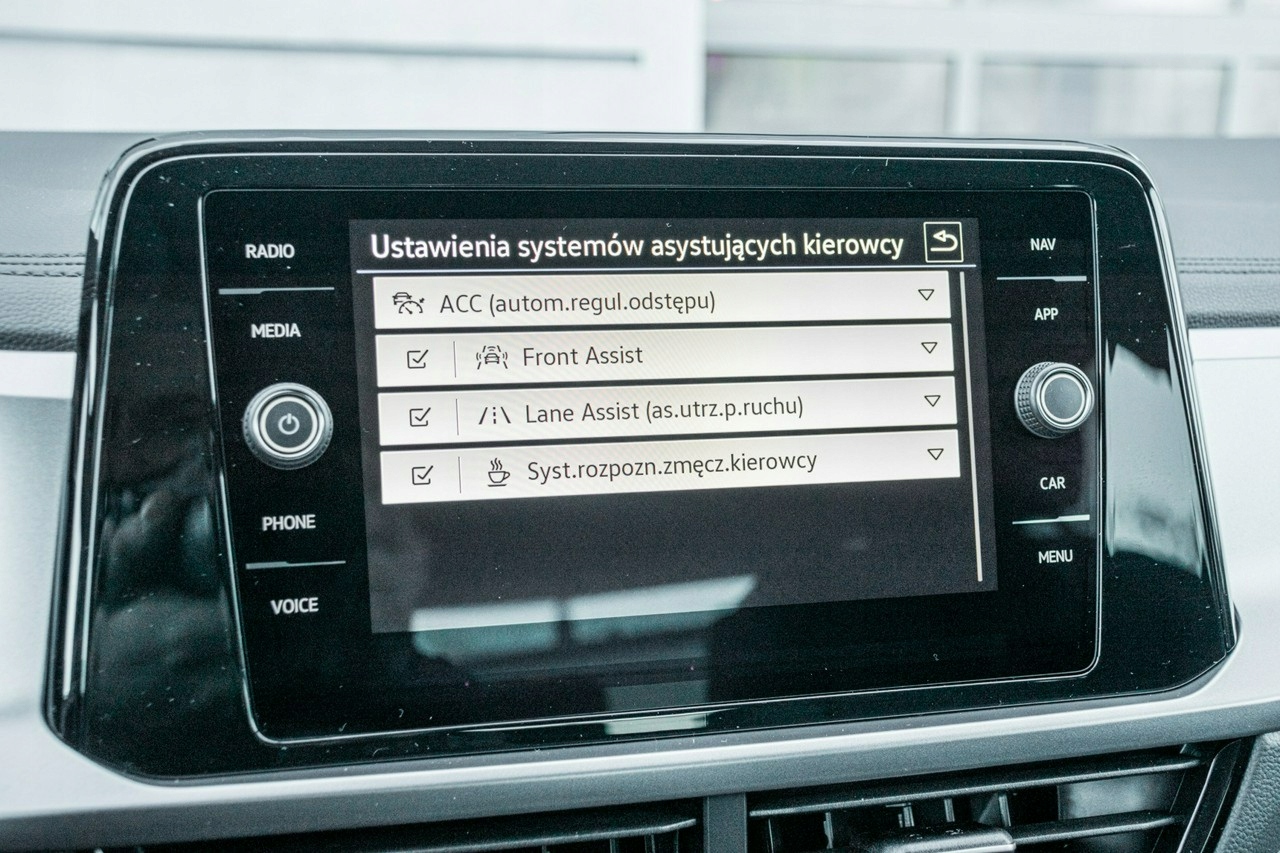 Ustawienia systemów asystujących kierowcy
ACC (autom.regul.odstępu)
Front Assist
Lane Assist (as.utrz.p.ruchu)
Syst.rozpozn.zmęcz.kierowcy
RADIO
MEDIA
PHONE
VOICE
NAV
APP
CAR
MENU